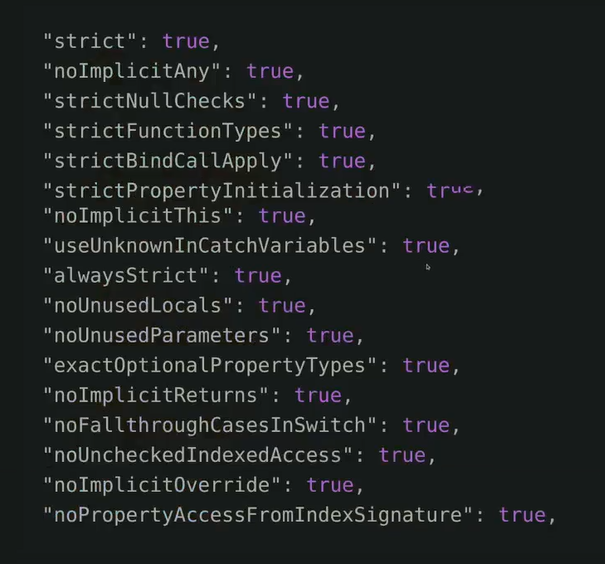 "strict": true,
"noImplicitAny": true,
"strictNullChecks": true,
"strictFunctionTypes": true,
"strictBindCallApply": true,
"strictPropertyInitialization": true,
"noImplicitThis": true,
"useUnknownInCatchVariables": true,
"alwaysStrict": true,
"noUnusedLocals": true,
"noUnusedParameters": true,
"exactOptionalPropertyTypes": true,
"noImplicitReturns": true,
"noFallthroughCasesInSwitch": true,
"noUncheckedIndexedAccess": true,
"noImplicitOverride": true,
"noPropertyAccessFromIndexSignature": true,